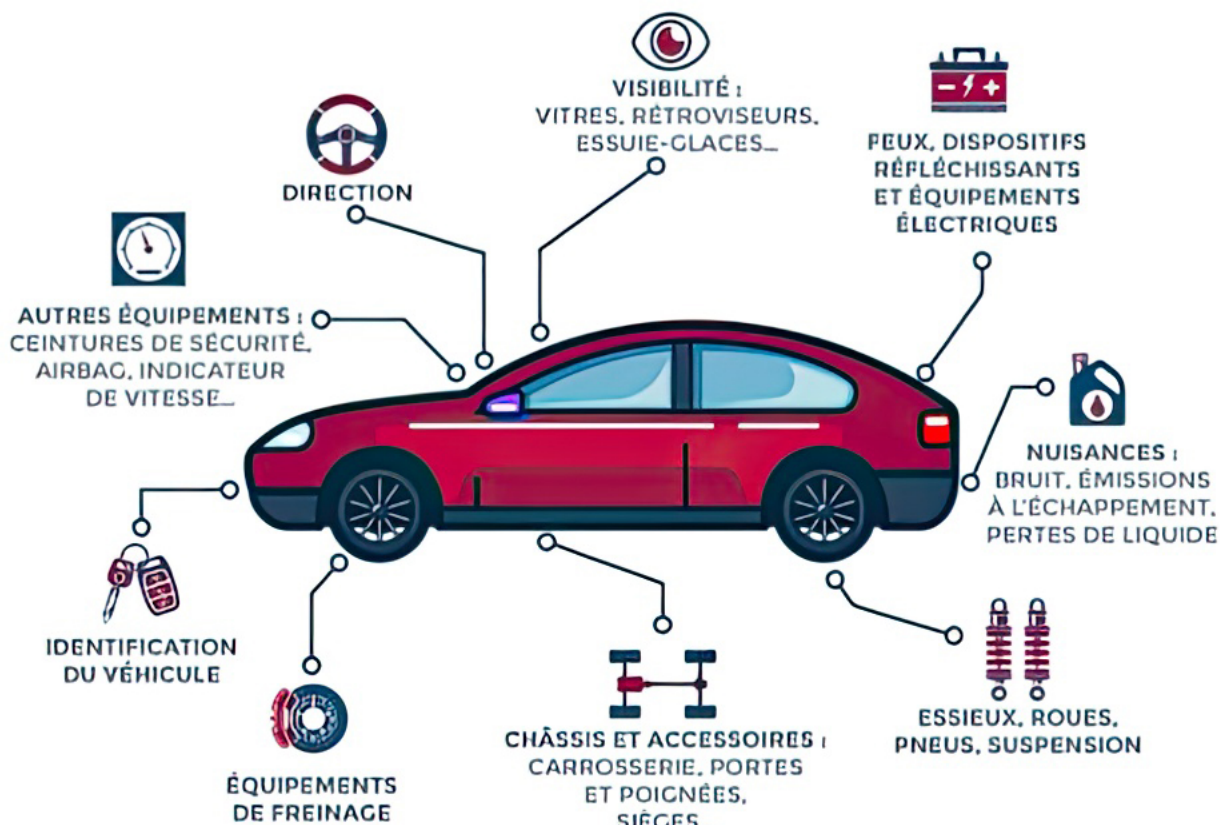 VISIBILITÉ :
VITRES, RÉTROVISEURS,
ESSUIE-GLACES...
DIRECTION
FEUX, DISPOSITIFS
RÉFLÉCHISSANTS
ET ÉQUIPEMENTS
ÉLECTRIQUES
AUTRES ÉQUIPEMENTS :
CEINTURES DE SÉCURITÉ,
AIRBAG, INDICATEUR
DE VITESSE...
NUISANCES :
BRUIT, ÉMISSIONS
À L'ÉCHAPPEMENT,
PERTES DE LIQUIDE
IDENTIFICATION
DU VÉHICULE
ÉQUIPEMENTS
DE FREINAGE
CHÂSSIS ET ACCESSOIRES :
CARROSSERIE, PORTES
ET POIGNÉES,
SIÈGES
ESSIEUX, ROUES,
PNEUS, SUSPENSION